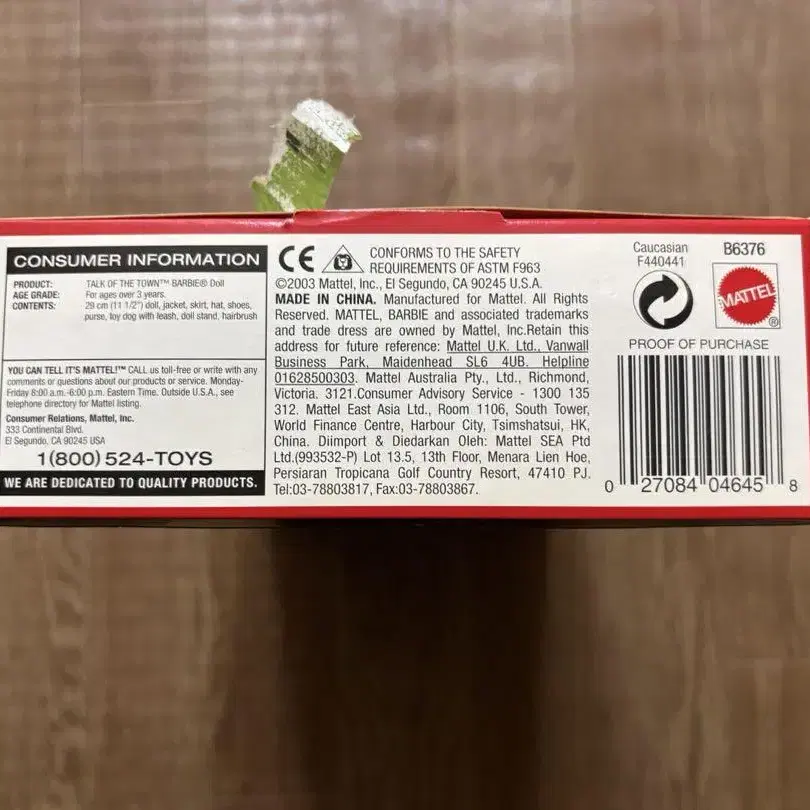 CONSUMER INFORMATION
PRODUCT: TALK OF THE TOWN™ BARBIE® Doll
AGE GRADE: For ages over 3 years.
CONTENTS: 29 cm (11 1/2") doll, jacket, skirt, hat, shoes,
purse, toy dog with leash, doll stand, hairbrush
YOU CAN TELL IT'S MATTEL!™ CALL us toll-free or write with any
comments or questions about our products or service. Monday-
Friday 8:00 a.m.-6:00 p.m. Eastern Time. Outside U.S.A., see
telephone directory for Mattel listing.
Consumer Relations, Mattel, Inc.
333 Continental Blvd.
El Segundo, CA 90245 USA
1(800) 524-TOYS
WE ARE DEDICATED TO QUALITY PRODUCTS.
CE
CONFORMS TO THE SAFETY
REQUIREMENTS OF ASTM F963
©2003 Mattel, Inc., El Segundo, CA 90245 U.S.A.
MADE IN CHINA. Manufactured for Mattel. All Rights
Reserved. MATTEL, BARBIE and associated trademarks
and trade dress are owned by Mattel, Inc.Retain this
address for future reference: Mattel U.K. Ltd., Vanwall
Business Park, Maidenhead SL6 4UB. Helpline
01628500303. Mattel Australia Pty., Ltd., Richmond,
Victoria. 3121.Consumer Advisory Service - 1300 135
312. Mattel East Asia Ltd., Room 1106, South Tower,
World Finance Centre, Harbour City, Tsimshatsui, HK,
China. Diimport & Diedarkan Oleh: Mattel SEA Ptd
Ltd.(993532-P) Lot 13.5, 13th Floor, Menara Lien Hoe,
Persiaran Tropicana Golf Country Resort, 47410 PJ.
Tel:03-78803817, Fax:03-78803867.
Caucasian
F440441
B6376
MATTEL®
PROOF OF PURCHASE
0 27084 04645 8